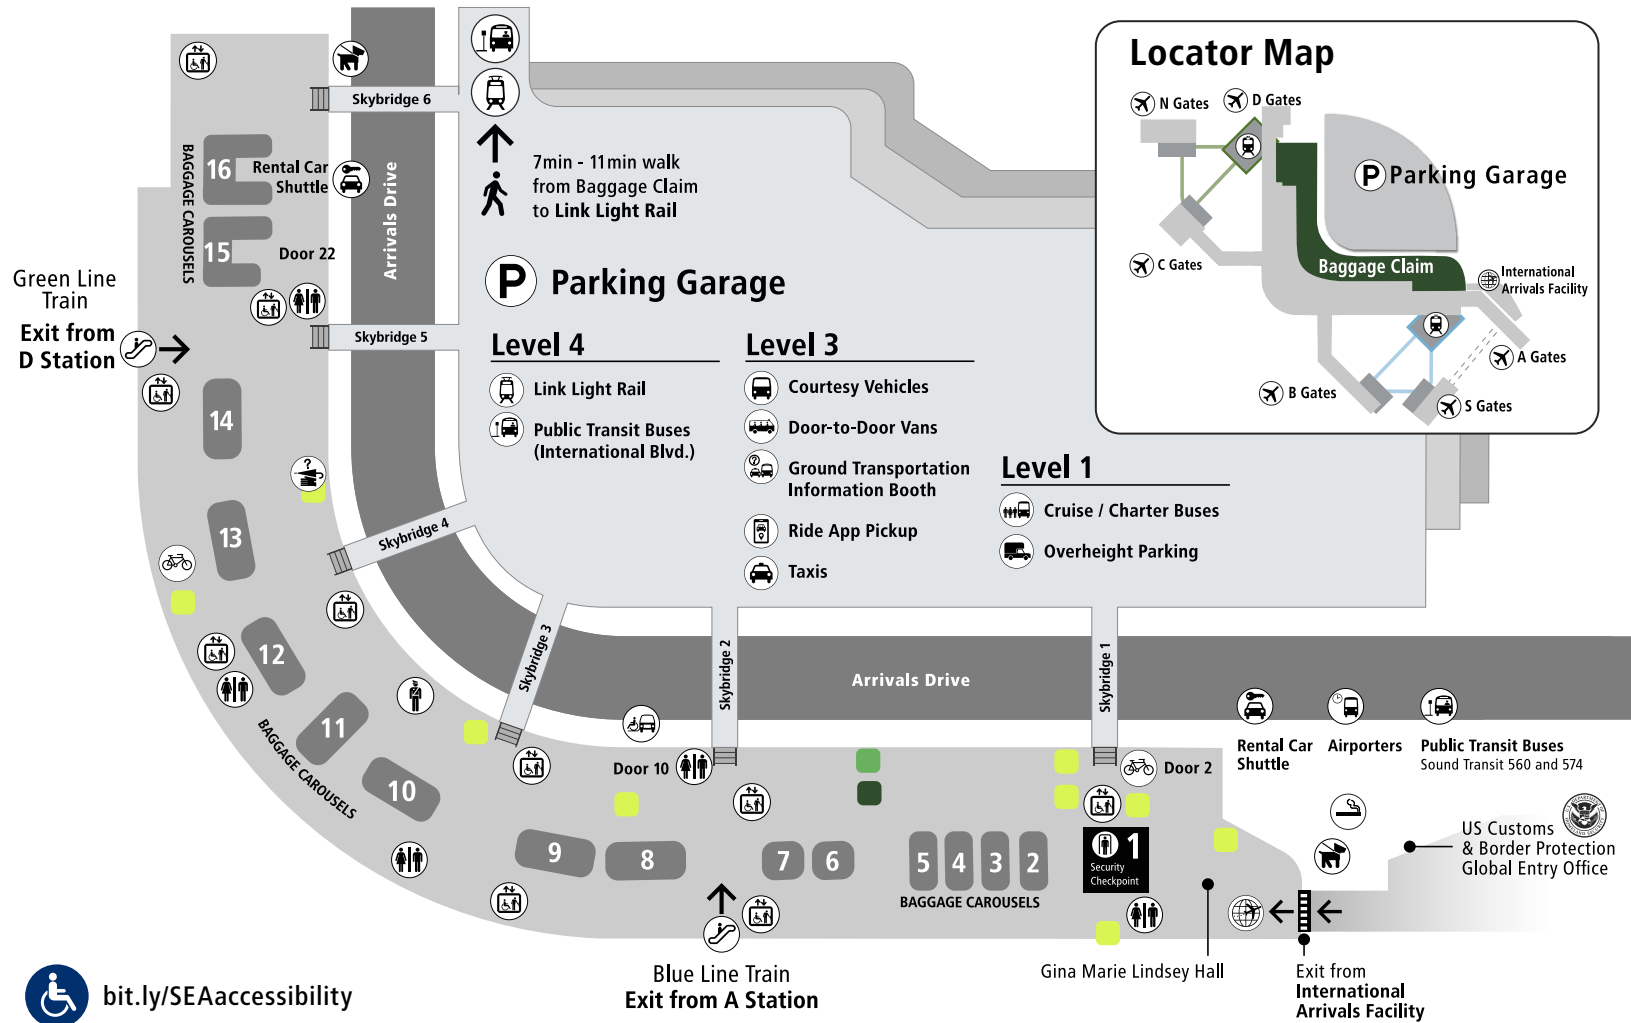 Skybridge 6
BAGGAGE CAROUSELS
16
Rental Car
Shuttle
15
Door 22
Arrivals Drive
7min - 11min walk
from Baggage Claim
to Link Light Rail
P Parking Garage
Green Line
Train
Exit from
D Station
Skybridge 5
Level 4
Link Light Rail
Public Transit Buses
(International Blvd.)
Level 3
Courtesy Vehicles
Door-to-Door Vans
?
Ground Transportation
Information Booth
Ride App Pickup
Taxis
Level 1
Cruise / Charter Buses
Overheight Parking
Locator Map
N Gates
D Gates
P Parking Garage
C Gates
Baggage Claim
International
Arrivals Facility
A Gates
B Gates
S Gates
14
?
13
Skybridge 4
12
11
BAGGAGE CAROUSELS
10
Skybridge 3
Skybridge 2
Skybridge 1
Arrivals Drive
Door 10
Door 2
Rental Car
Shuttle
Airporters
Public Transit Buses
Sound Transit 560 and 574
9
8
7
6
5
4
3
2
BAGGAGE CAROUSELS
1
Security
Checkpoint
US Customs
& Border Protection
Global Entry Office
Blue Line Train
Exit from A Station
Gina Marie Lindsey Hall
Exit from
International
Arrivals Facility
bit.ly/SEAaccessibility